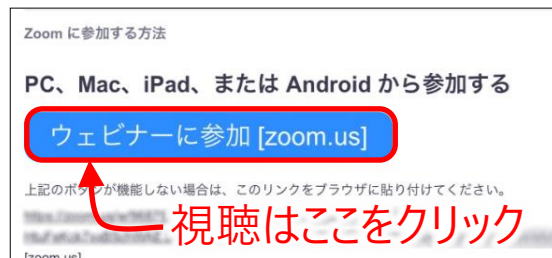 Zoom に参加する方法
PC、Mac、iPad、または Android から参加する
ウェビナーに参加 [zoom.us]
上記のボタンが機能しない場合は、このリンクをブラウザに貼り付けてください。
視聴はここをクリック
[zoom.us]